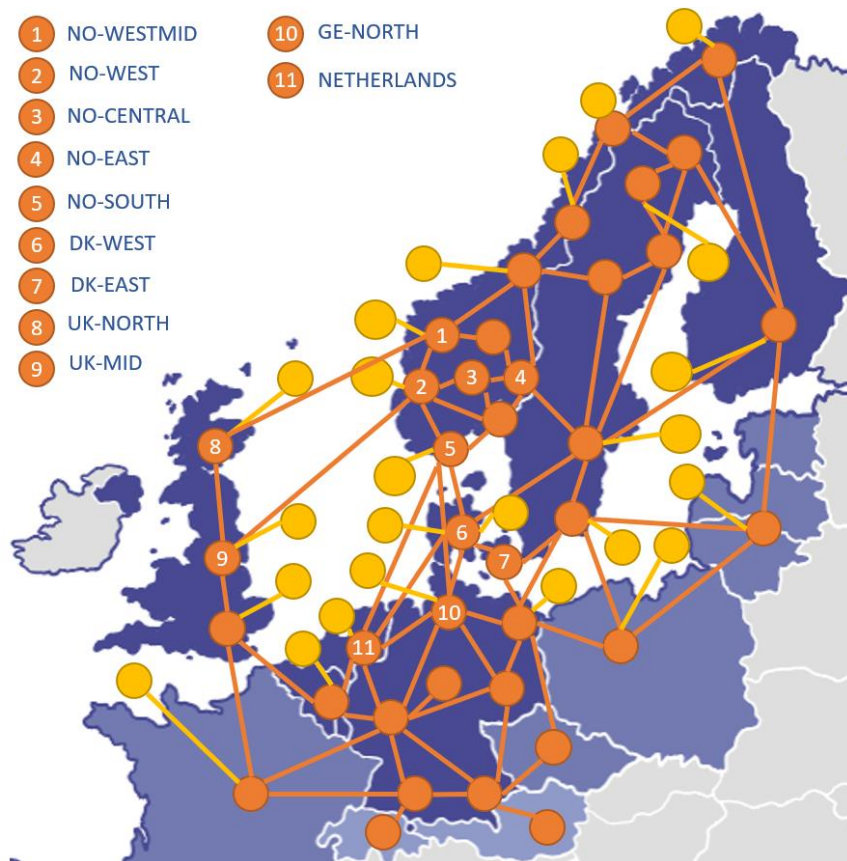 1 NO-WESTMID
2 NO-WEST
3 NO-CENTRAL
4 NO-EAST
5 NO-SOUTH
6 DK-WEST
7 DK-EAST
8 UK-NORTH
9 UK-MID
10 GE-NORTH
11 NETHERLANDS
1
2
3
4
5
8
6
9
7
10
11